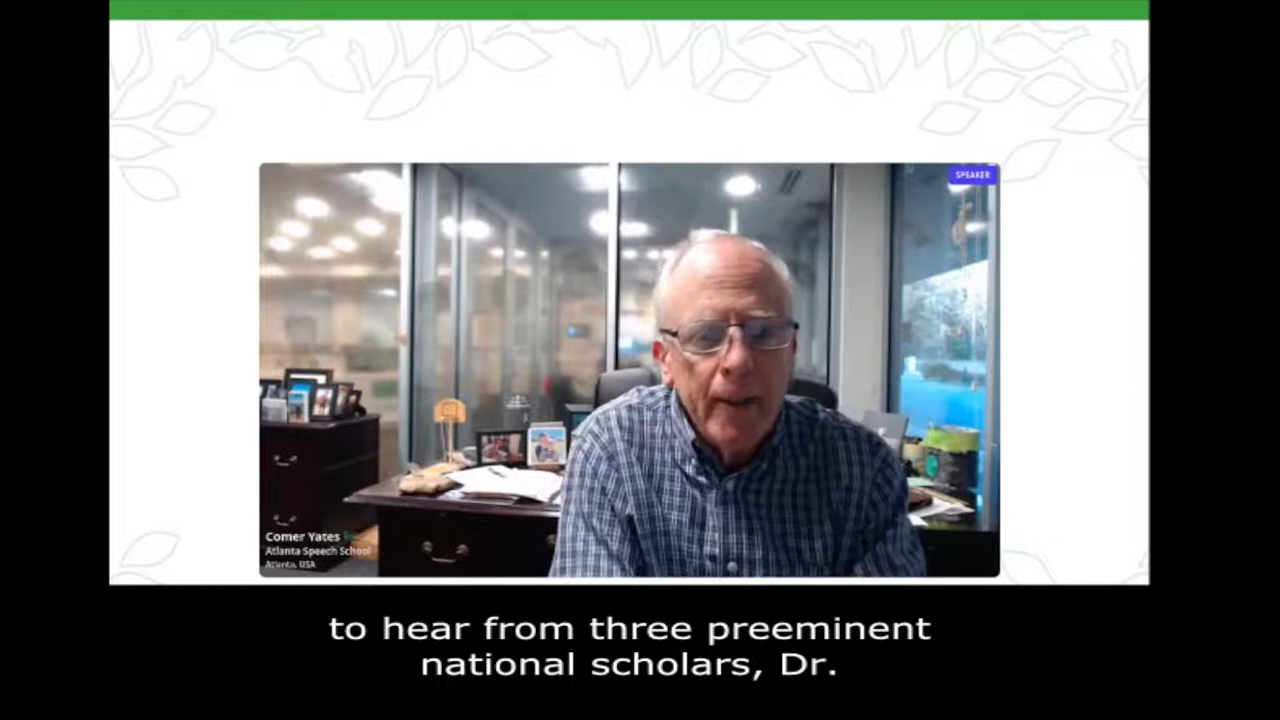 SPEAKER
Comer Yates
Atlanta Speech School
Atlanta, USA
to hear from three preeminent
national scholars, Dr.